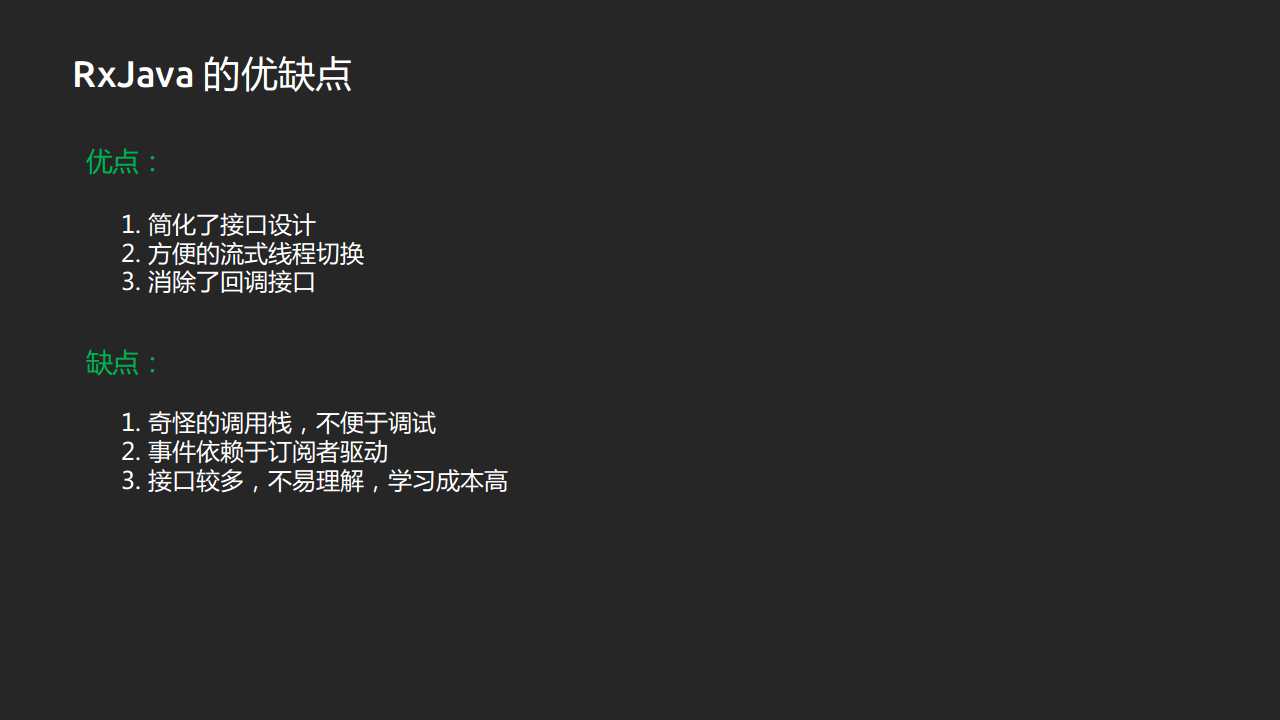 RxJava 的优缺点
优点：
1. 简化了接口设计
2. 方便的流式线程切换
3. 消除了回调接口
缺点：
1. 奇怪的调用栈，不便于调试
2. 事件依赖于订阅者驱动
3. 接口较多，不易理解，学习成本高